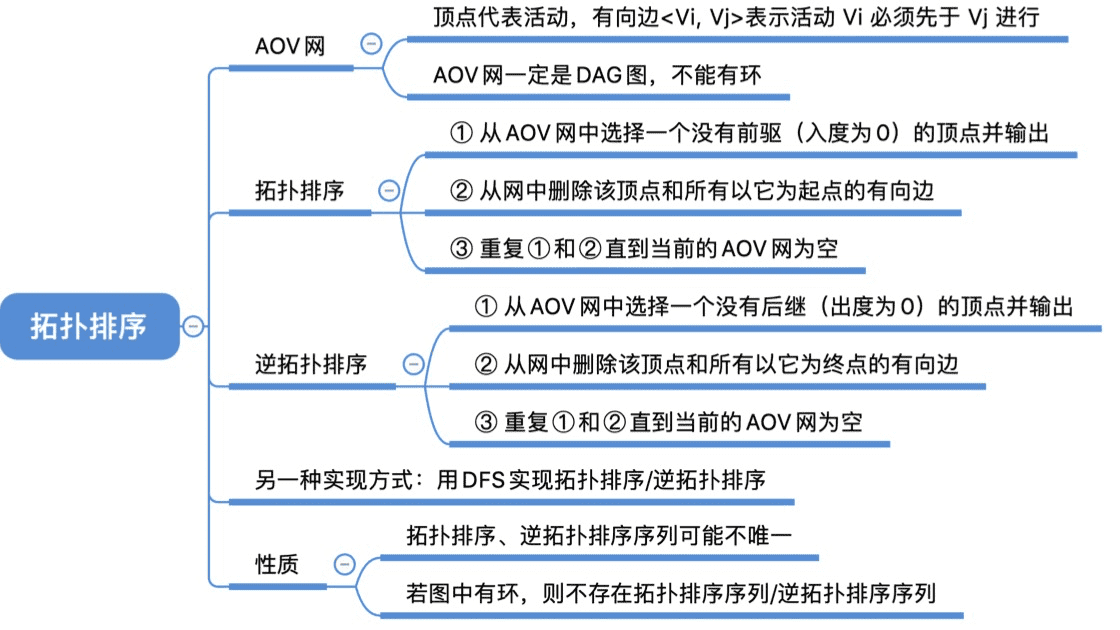 拓扑排序
AOV网
顶点代表活动，有向边<Vi, Vj>表示活动 Vi 必须先于 Vj 进行
AOV网一定是DAG图，不能有环
拓扑排序
① 从AOV网中选择一个没有前驱（入度为0）的顶点并输出
② 从网中删除该顶点和所有以它为起点的有向边
③ 重复①和②直到当前的AOV网为空
逆拓扑排序
① 从AOV网中选择一个没有后继（出度为0）的顶点并输出
② 从网中删除该顶点和所有以它为终点的有向边
③ 重复①和②直到当前的AOV网为空
另一种实现方式：用DFS实现拓扑排序/逆拓扑排序
性质
拓扑排序、逆拓扑排序序列可能不唯一
若图中有环，则不存在拓扑排序序列/逆拓扑排序序列